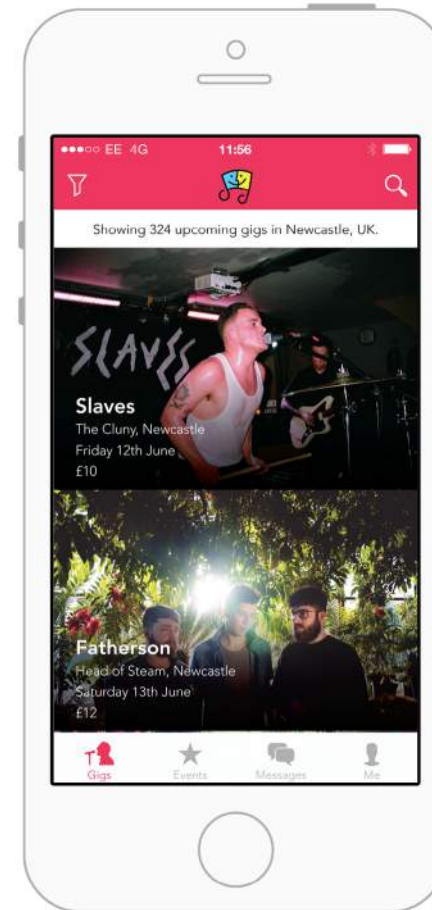 EE 4G 11:56
Showing 324 upcoming gigs in Newcastle, UK.
SLAVES
Slaves
The Cluny, Newcastle
Friday 12th June
£10
Fatherson
Head of Steam, Newcastle
Saturday 13th June
£12
Gigs Events Messages Me